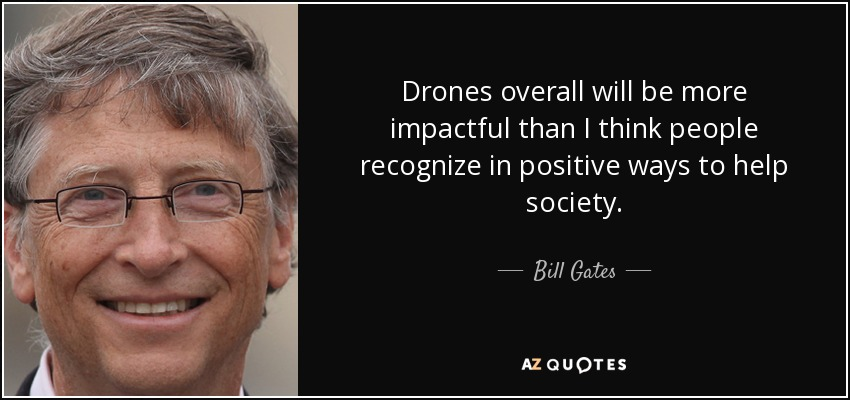 Drones overall will be more
impactful than I think people
recognize in positive ways to help
society.
Bill Gates
AZ QUOTES